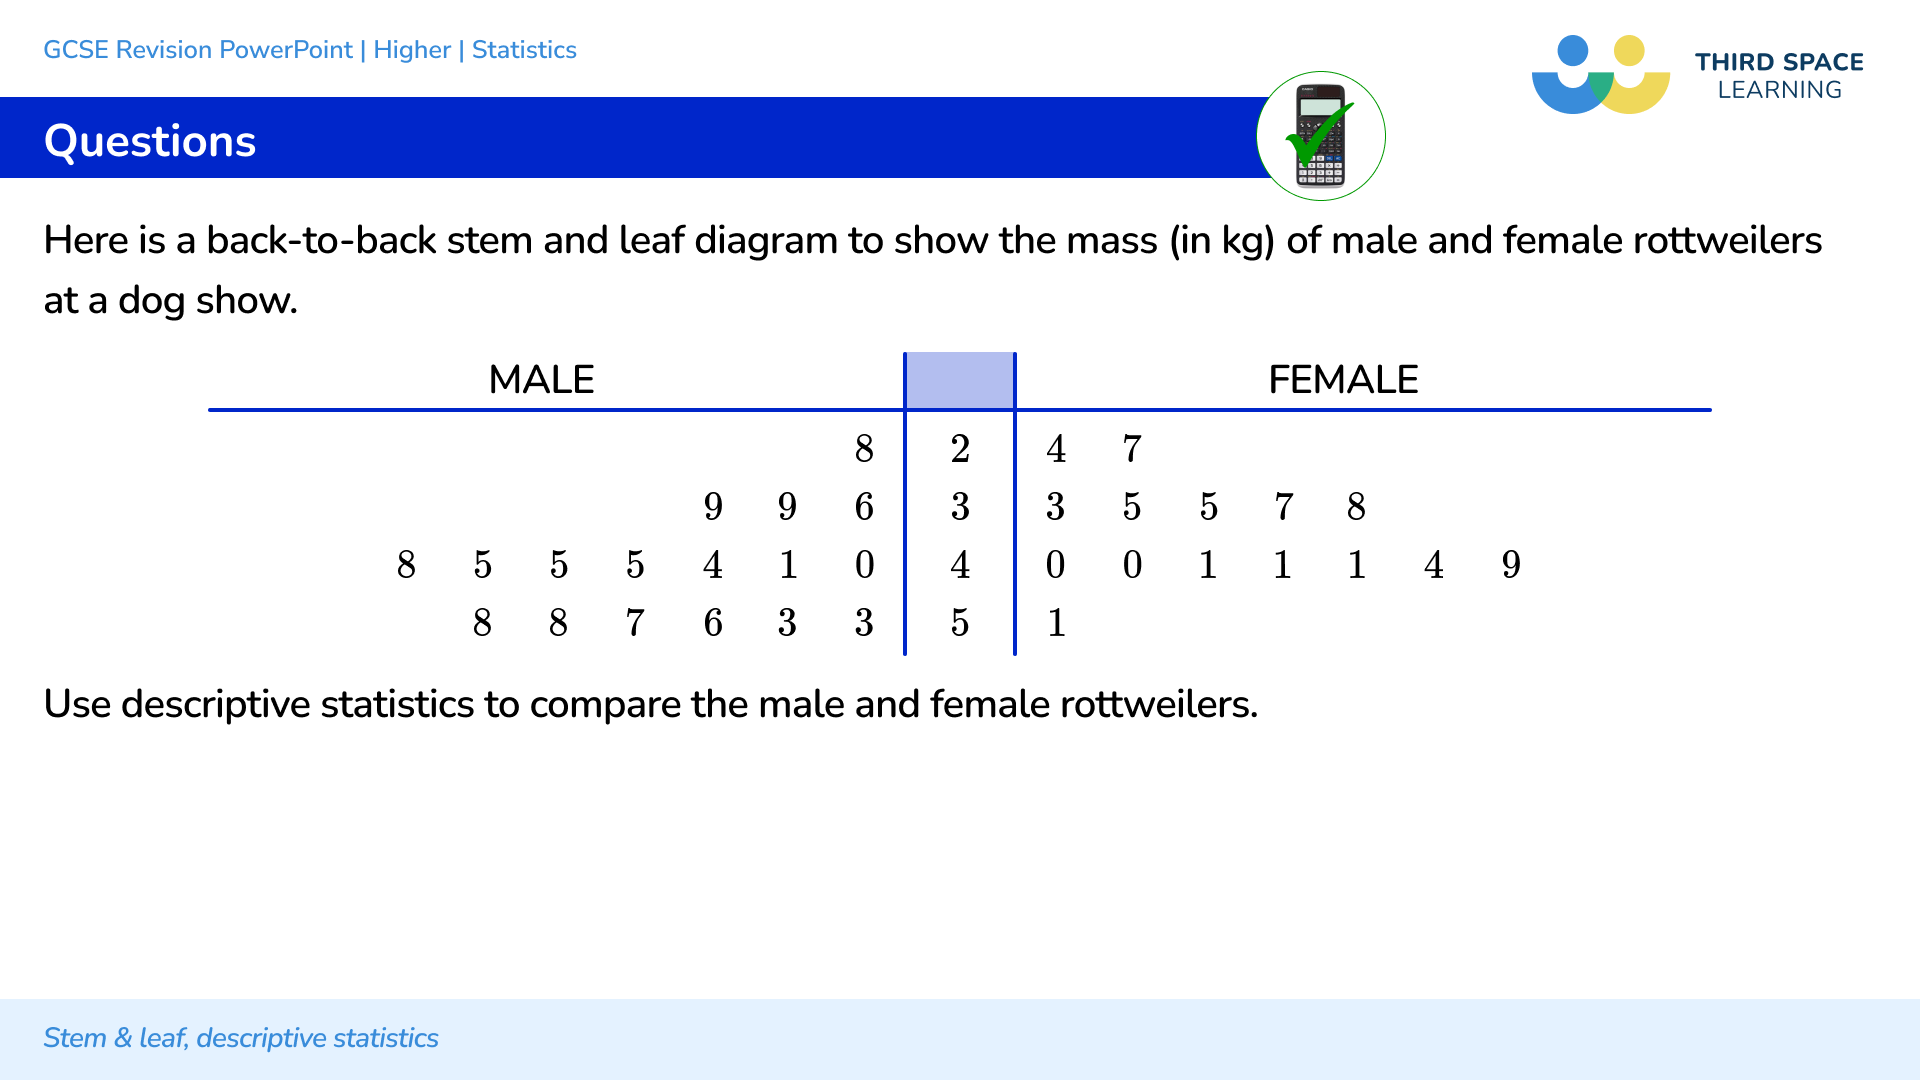 GCSE Revision PowerPoint | Higher | Statistics
THIRD SPACE
LEARNING
Questions
Here is a back-to-back stem and leaf diagram to show the mass (in kg) of male and female rottweilers
at a dog show.
MALE FEMALE
8 2 4 7
9 9 6 3 3 5 5 7 8
8 5 5 5 4 1 0 4 0 0 1 1 1 4 9
8 8 7 6 3 3 5 1
Use descriptive statistics to compare the male and female rottweilers.
Stem & leaf, descriptive statistics